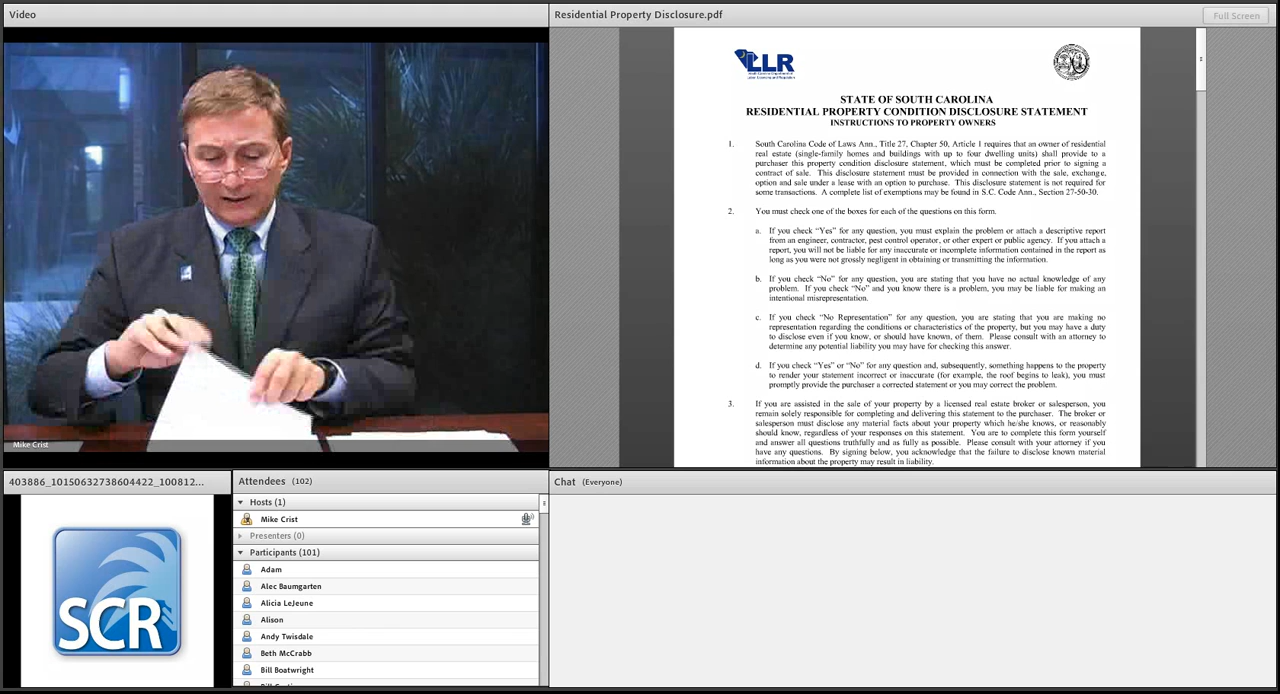 Video
Residential Property Disclosure.pdf
Full Screen
LLR
STATE OF SOUTH CAROLINA
RESIDENTIAL PROPERTY CONDITION DISCLOSURE STATEMENT
INSTRUCTIONS TO PROPERTY OWNERS
1. South Carolina Code of Laws Ann., Title 27, Chapter 50, Article 1 requires that an owner of residential
real estate (single-family homes and buildings with up to four dwelling units) shall provide to a
purchaser this property condition disclosure statement, which must be completed prior to signing a
contract of sale. This disclosure statement must be provided in connection with the sale, exchange,
option and sale under a lease with an option to purchase. This disclosure statement is not required for
some transactions. A complete list of exemptions may be found in S.C. Code Ann., Section 27-50-30.
2. You must check one of the boxes for each of the questions on this form.
a. If you check “Yes” for any question, you must explain the problem or attach a descriptive report
from an engineer, contractor, pest control operator, or other expert or public agency. If you attach a
report, you will not be liable for any inaccurate or incomplete information contained in the report as
long as you were not grossly negligent in obtaining or transmitting the information.
b. If you check “No” for any question, you are stating that you have no actual knowledge of any
problem. If you check “No” and you know there is a problem, you may be liable for making an
intentional misrepresentation.
c. If you check “No Representation” for any question, you are stating that you are making no
representation regarding the conditions or characteristics of the property, but you may have a duty
to disclose even if you know, or should have known, of them. Please consult with an attorney to
determine any potential liability you may have for checking this answer.
d. If you check “Yes” or “No” for any question and, subsequently, something happens to the property
to render your statement incorrect or inaccurate (for example, the roof begins to leak), you must
promptly provide the purchaser a corrected statement or you may correct the problem.
3. If you are assisted in the sale of your property by a licensed real estate broker or salesperson, you
remain solely responsible for completing and delivering this statement to the purchaser. The broker or
salesperson must disclose any material facts about your property which he/she knows, or reasonably
should know, regardless of your responses on this statement. You are to complete this form yourself
and answer all questions truthfully and as fully as possible. Please consult with your attorney if you
have any questions. By signing below, you acknowledge that the failure to disclose known material
information about the property may result in liability.
Mike Crist
403886_10150632738604422_100812...
SCR
Attendees (102)
Hosts (1)
Mike Crist
Presenters (0)
Participants (101)
Adam
Alec Baumgarten
Alicia LeJeune
Alison
Andy Twisdale
Beth McCrabb
Bill Boatwright
Chat (Everyone)